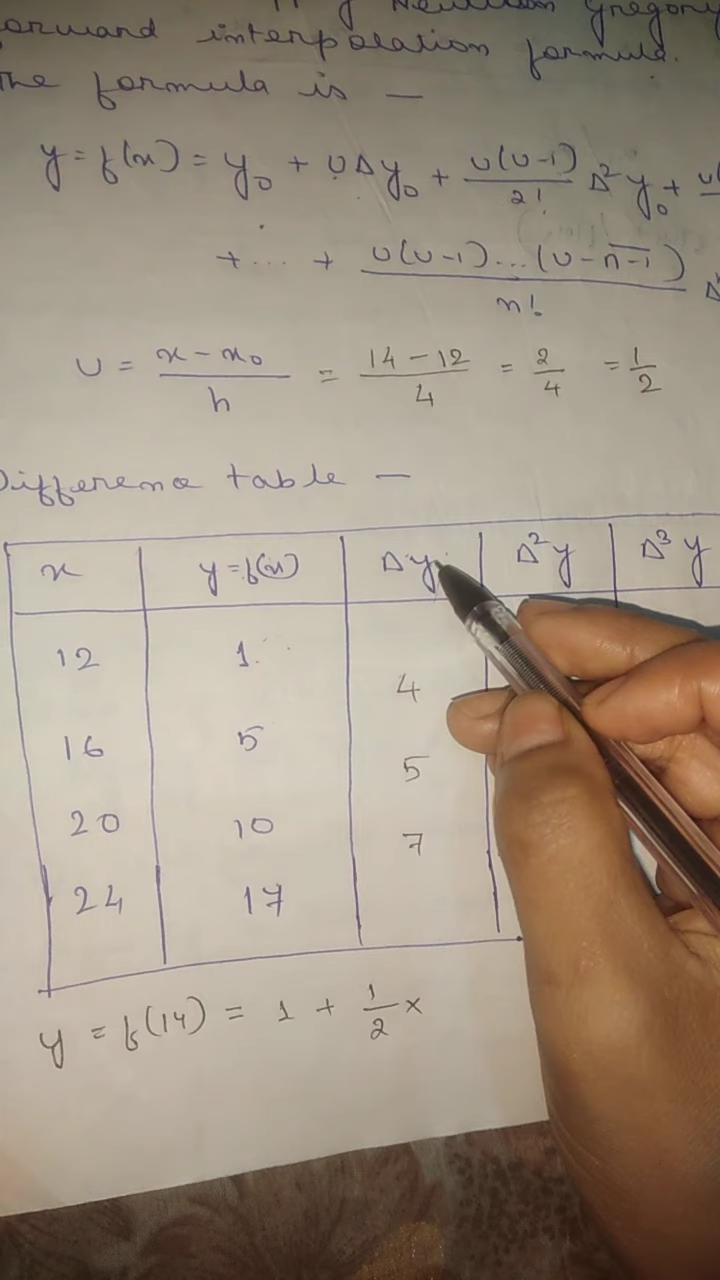 Newton Gregory
forward interpolation formula.
The formula is —
y = f(x) = y₀ + UΔy₀ + U(U-1)/2! Δ²y₀ +
+ ... + U(U-1)...(U-n̅-̅1̅)/n!
U = x-x₀/h = 14-12/4 = 2/4 = 1/2
Difference table —
x y=f(x) Δy Δ²y Δ³y
12 1
4
16 5
5
20 10
7
24 17
y = f(14) = 1 + 1/2 ×